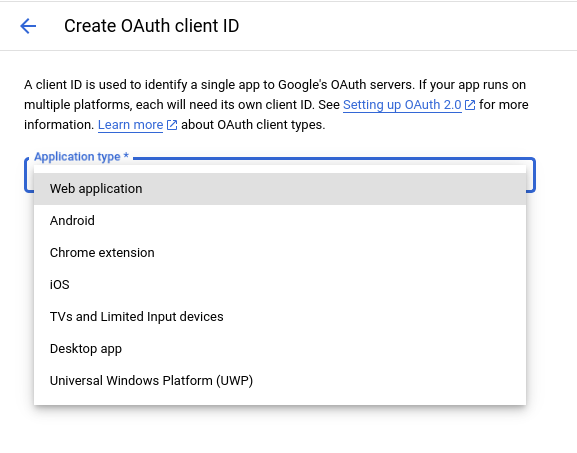 Create OAuth client ID
A client ID is used to identify a single app to Google's OAuth servers. If your app runs on
multiple platforms, each will need its own client ID. See Setting up OAuth 2.0 for more
information. Learn more about OAuth client types.
Application type *
Web application
Android
Chrome extension
iOS
TVs and Limited Input devices
Desktop app
Universal Windows Platform (UWP)